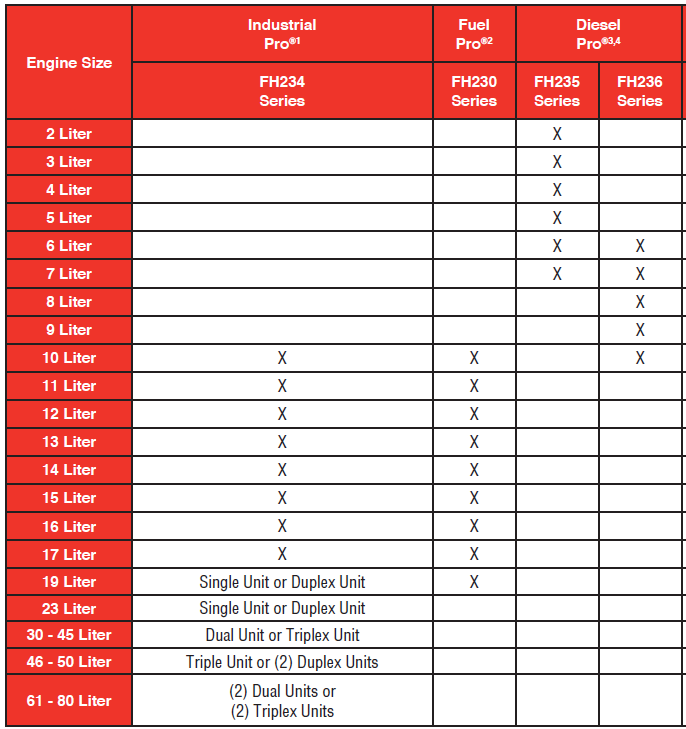 Engine Size
Industrial
Pro®1
Fuel
Pro®2
Diesel
Pro®3,4
FH234
Series
FH230
Series
FH235
Series
FH236
Series
2 Liter X
3 Liter X
4 Liter X
5 Liter X
6 Liter X X
7 Liter X X
8 Liter X
9 Liter X
10 Liter X X X
11 Liter X X
12 Liter X X
13 Liter X X
14 Liter X X
15 Liter X X
16 Liter X X
17 Liter X X
19 Liter Single Unit or Duplex Unit X
23 Liter Single Unit or Duplex Unit
30 - 45 Liter Dual Unit or Triplex Unit
46 - 50 Liter Triple Unit or (2) Duplex Units
61 - 80 Liter
(2) Dual Units or
(2) Triplex Units